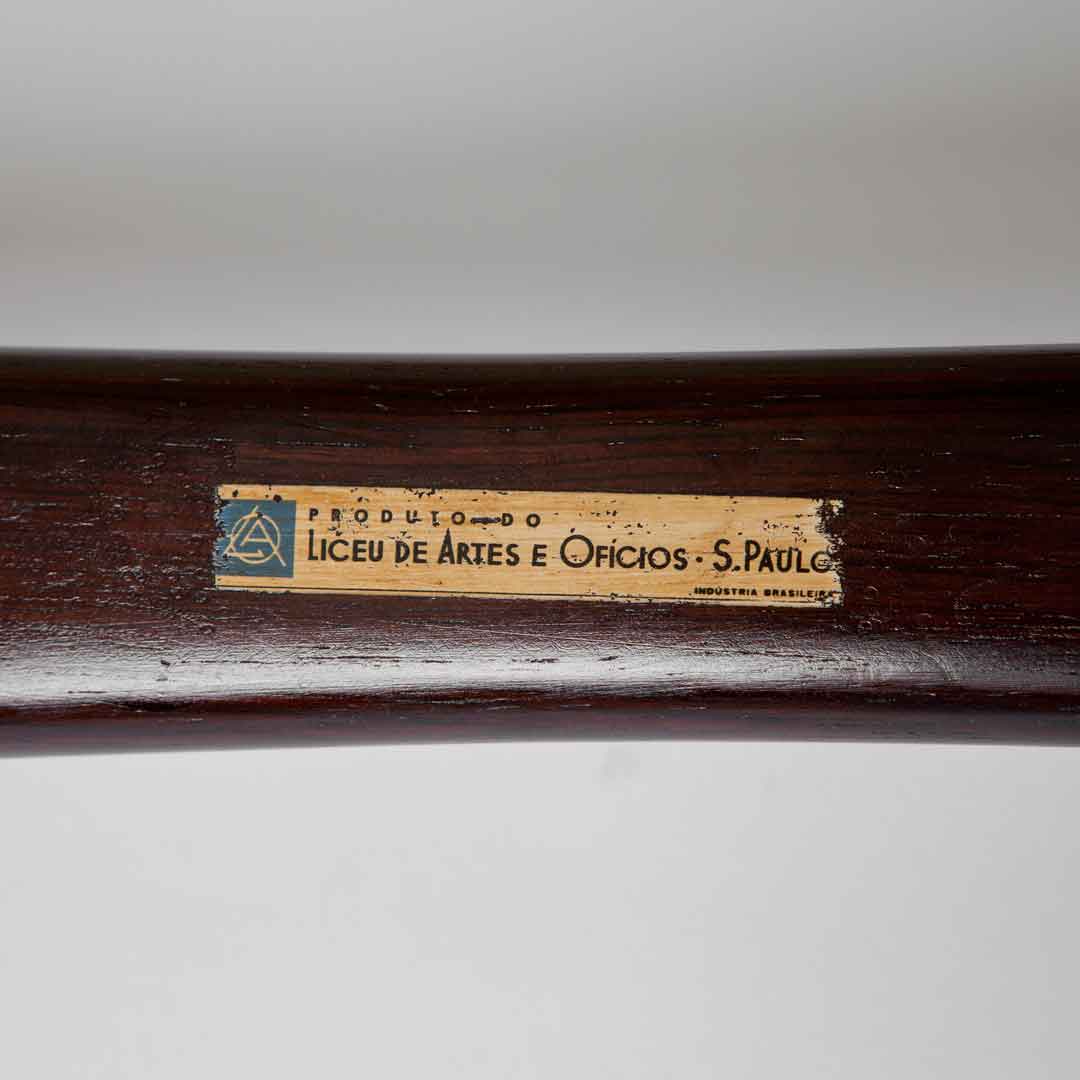 PRODUTO DO
LICEU DE ARTES E OFÍCIOS · S. PAULO
INDÚSTRIA BRASILEIRA